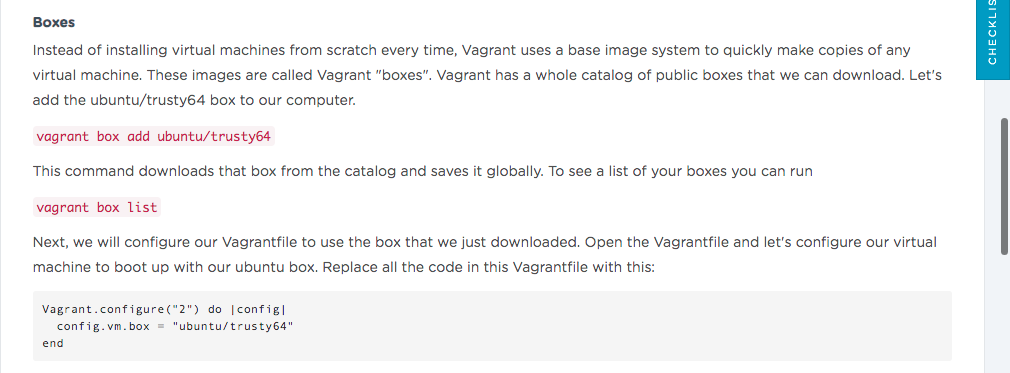 Boxes
Instead of installing virtual machines from scratch every time, Vagrant uses a base image system to quickly make copies of any
virtual machine. These images are called Vagrant "boxes". Vagrant has a whole catalog of public boxes that we can download. Let's
add the ubuntu/trusty64 box to our computer.
vagrant box add ubuntu/trusty64
This command downloads that box from the catalog and saves it globally. To see a list of your boxes you can run
vagrant box list
Next, we will configure our Vagrantfile to use the box that we just downloaded. Open the Vagrantfile and let's configure our virtual
machine to boot up with our ubuntu box. Replace all the code in this Vagrantfile with this:
Vagrant.configure("2") do |config|
  config.vm.box = "ubuntu/trusty64"
end
CHECKLIS